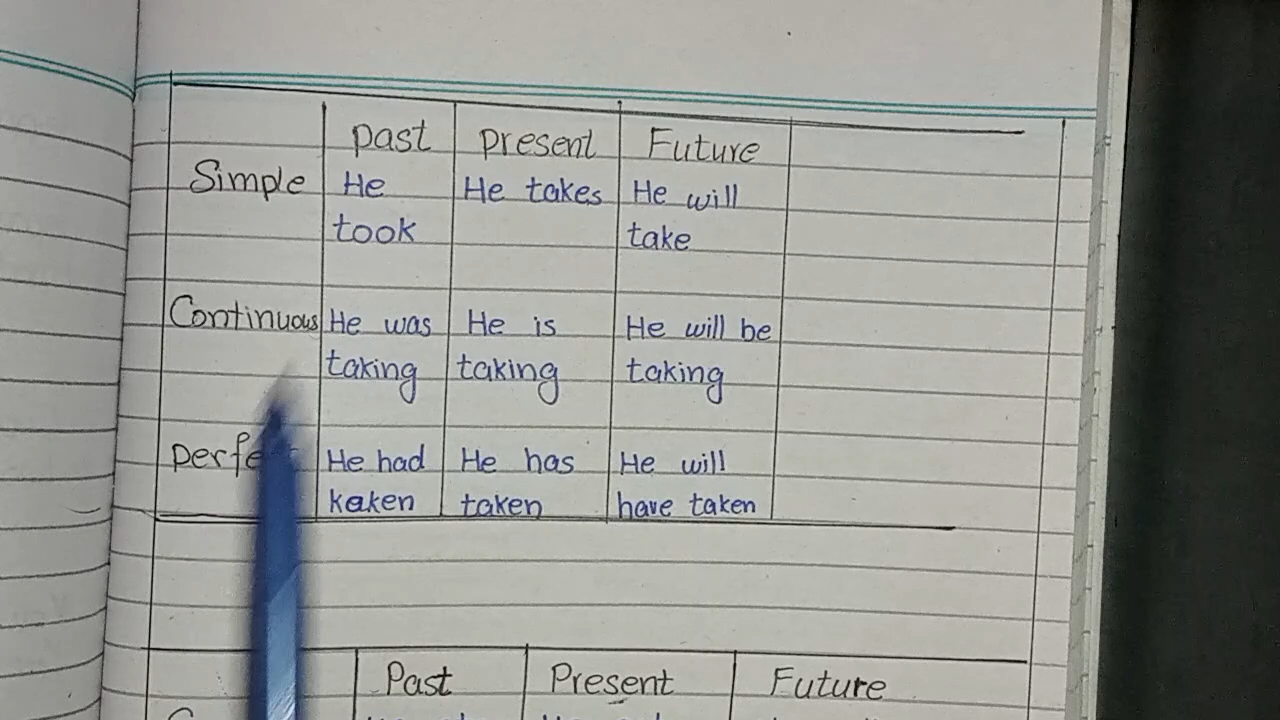 past present Future
Simple He He takes He will
took take
Continuous He was He is He will be
taking taking taking
He had He has He will
kaken taken have taken
Past Present Future